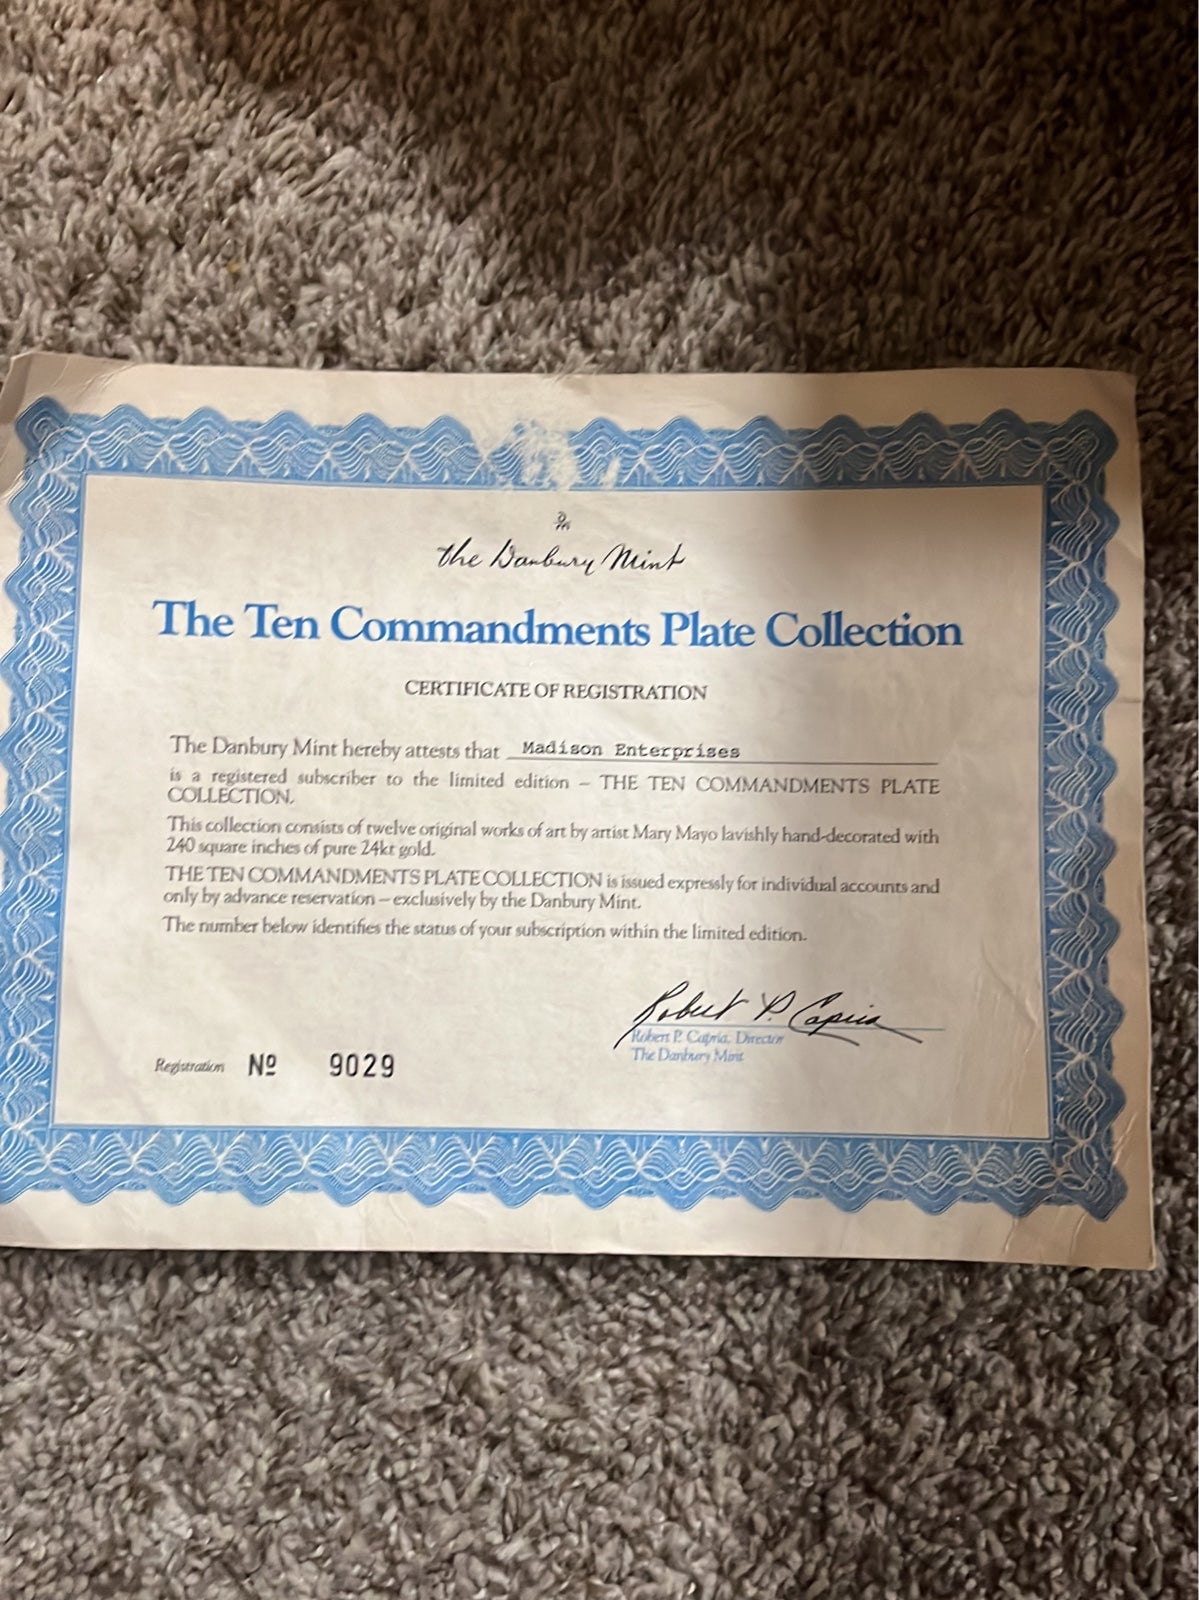 DM
the Danbury Mint
The Ten Commandments Plate Collection
CERTIFICATE OF REGISTRATION
The Danbury Mint hereby attests that Madison Enterprises
is a registered subscriber to the limited edition – THE TEN COMMANDMENTS PLATE
COLLECTION.
This collection consists of twelve original works of art by artist Mary Mayo lavishly hand-decorated with
240 square inches of pure 24kt gold.
THE TEN COMMANDMENTS PLATE COLLECTION is issued expressly for individual accounts and
only by advance reservation – exclusively by the Danbury Mint.
The number below identifies the status of your subscription within the limited edition.
Robert P. Capria
Robert P. Capria, Director
The Danbury Mint
Registration Nº 9029